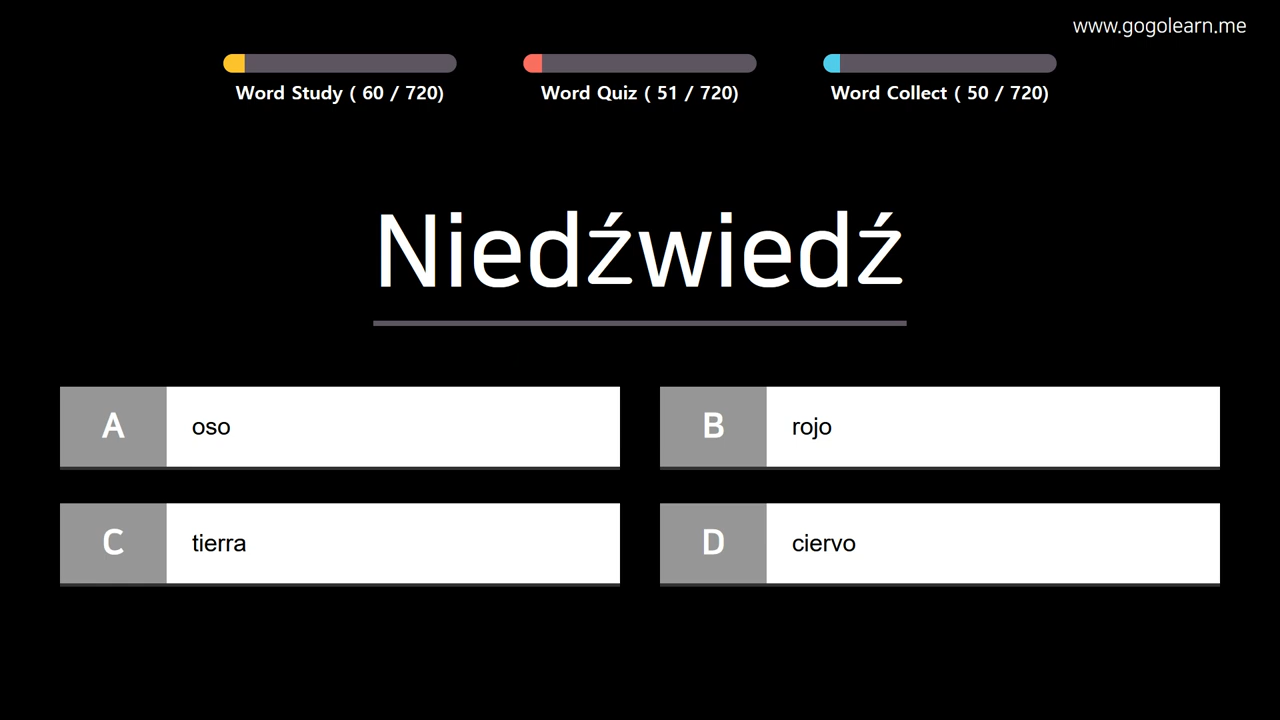 www.gogolearn.me
Word Study ( 60 / 720)
Word Quiz ( 51 / 720)
Word Collect ( 50 / 720)
Niedźwiedź
A oso
B rojo
C tierra
D ciervo